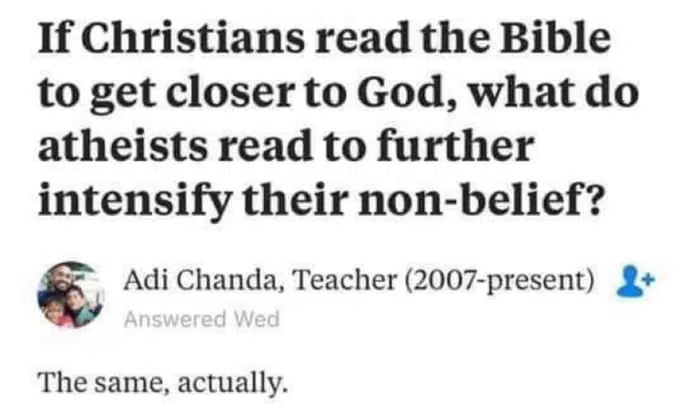 If Christians read the Bible
to get closer to God, what do
atheists read to further
intensify their non-belief?
Adi Chanda, Teacher (2007-present)
Answered Wed
The same, actually.